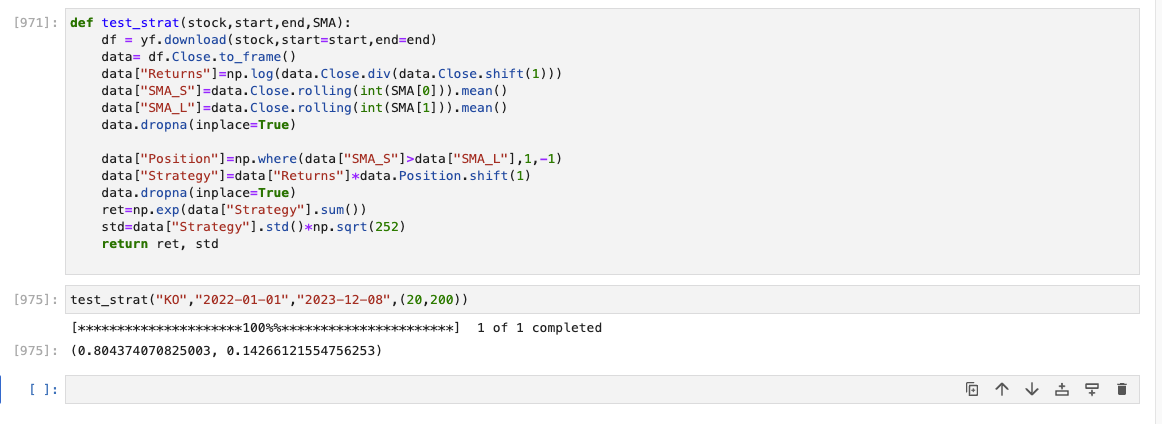 [971]: def test_strat(stock,start,end,SMA):
    df = yf.download(stock,start=start,end=end)
    data= df.Close.to_frame()
    data["Returns"]=np.log(data.Close.div(data.Close.shift(1)))
    data["SMA_S"]=data.Close.rolling(int(SMA[0])).mean()
    data["SMA_L"]=data.Close.rolling(int(SMA[1])).mean()
    data.dropna(inplace=True)

    data["Position"]=np.where(data["SMA_S"]>data["SMA_L"],1,-1)
    data["Strategy"]=data["Returns"]*data.Position.shift(1)
    data.dropna(inplace=True)
    ret=np.exp(data["Strategy"].sum())
    std=data["Strategy"].std()*np.sqrt(252)
    return ret, std
[975]: test_strat("KO","2022-01-01","2023-12-08",(20,200))
[*********************100%%**********************]  1 of 1 completed
[975]: (0.804374070825003, 0.14266121554756253)
[ ]: